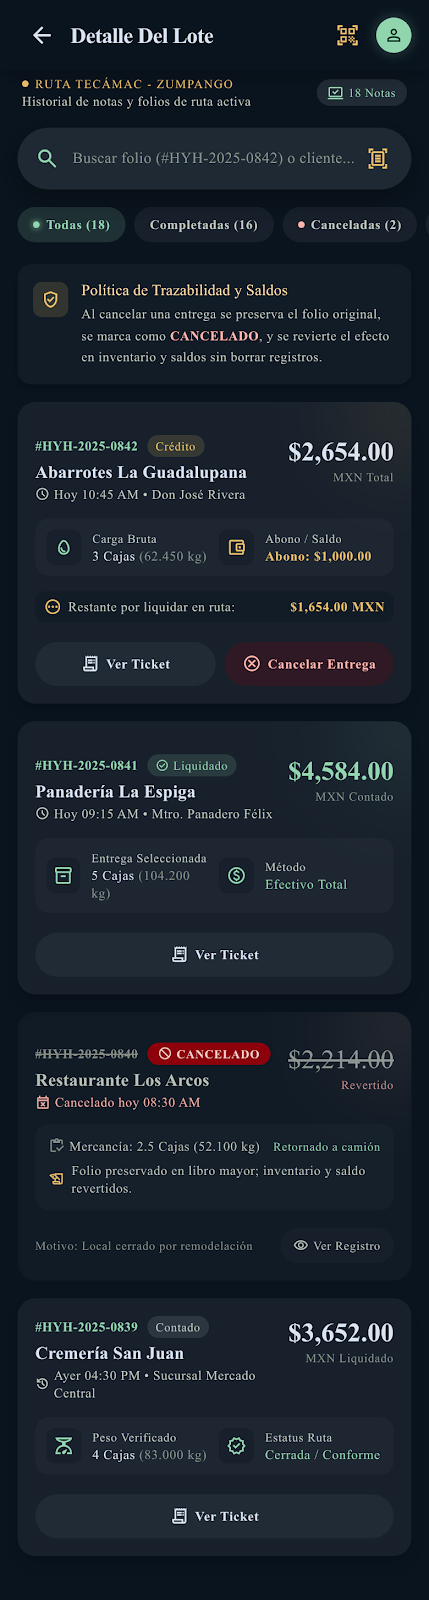 Detalle Del Lote
RUTA TECÁMAC - ZUMPANGO
Historial de notas y folios de ruta activa
18 Notas
Buscar folio (#HYH-2025-0842) o cliente...
Todas (18)
Completadas (16)
Canceladas (2)
Política de Trazabilidad y Saldos
Al cancelar una entrega se preserva el folio original,
se marca como CANCELADO, y se revierte el efecto
en inventario y saldos sin borrar registros.
#HYH-2025-0842
Crédito
$2,654.00
Abarrotes La Guadalupana
MXN Total
Hoy 10:45 AM • Don José Rivera
Carga Bruta
3 Cajas (62.450 kg)
Abono / Saldo
Abono: $1,000.00
Restante por liquidar en ruta:
$1,654.00 MXN
Ver Ticket
Cancelar Entrega
#HYH-2025-0841
Liquidado
$4,584.00
Panadería La Espiga
MXN Contado
Hoy 09:15 AM • Mtro. Panadero Félix
Entrega Seleccionada
5 Cajas (104.200
kg)
Método
Efectivo Total
Ver Ticket
#HYH-2025-0840
CANCELADO
$2,214.00
Restaurante Los Arcos
Revertido
Cancelado hoy 08:30 AM
Mercancía: 2.5 Cajas (52.100 kg)
Retornado a camión
Folio preservado en libro mayor; inventario y saldo
revertidos.
Motivo: Local cerrado por remodelación
Ver Registro
#HYH-2025-0839
Contado
$3,652.00
Cremería San Juan
MXN Liquidado
Ayer 04:30 PM • Sucursal Mercado
Central
Peso Verificado
4 Cajas (83.000 kg)
Estatus Ruta
Cerrada / Conforme
Ver Ticket